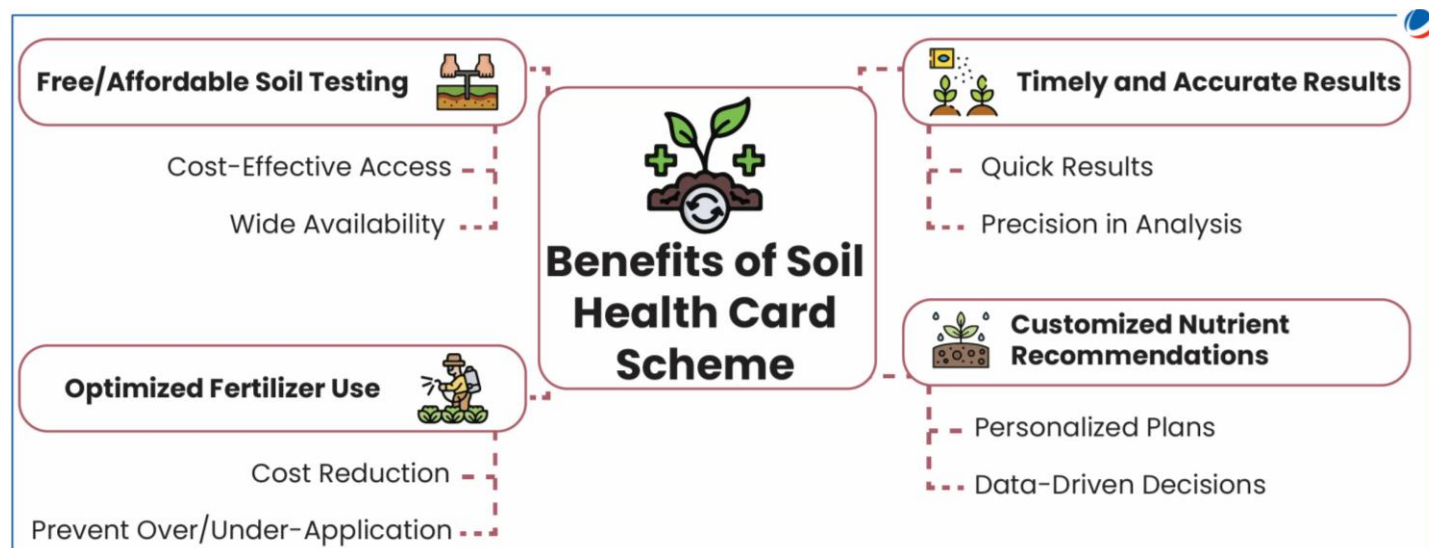 Free/Affordable Soil Testing
Cost-Effective Access
Wide Availability
Optimized Fertilizer Use
Cost Reduction
Prevent Over/Under-Application
Benefits of Soil
Health Card
Scheme
Timely and Accurate Results
Quick Results
Precision in Analysis
Customized Nutrient
Recommendations
Personalized Plans
Data-Driven Decisions